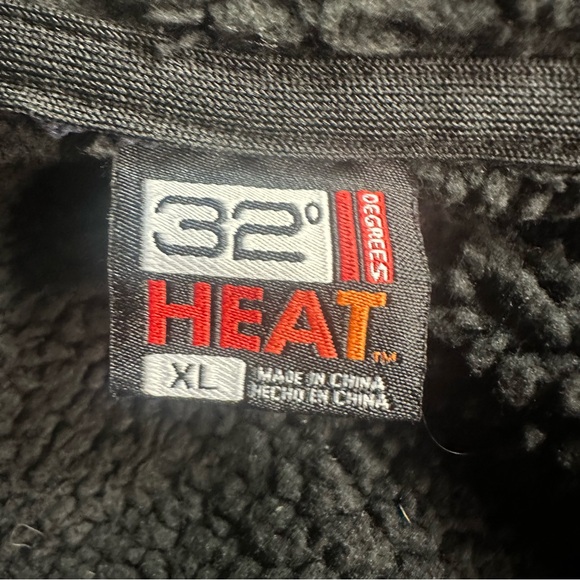 32°
DEGREES
HEAT™
XL
MADE IN CHINA
HECHO EN CHINA